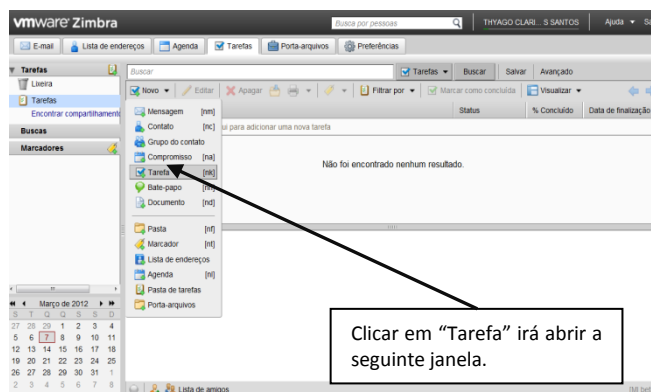 vmware Zimbra
Busca por pessoas
THYAGO CLARI... S SANTOS
Ajuda
E-mail
Lista de endereços
Agenda
Tarefas
Porta-arquivos
Preferências
Tarefas
Lixeira
Tarefas
Encontrar compartilhament
Buscas
Marcadores
Buscar
Tarefas
Buscar
Salvar
Avançado
Novo
Editar
Apagar
Filtrar por
Marcar como concluída
Visualizar
Status
% Concluído
Data de finalização
ui para adicionar uma nova tarefa
Não foi encontrado nenhum resultado.
Mensagem [nm]
Contato [nc]
Grupo do contato
Compromisso [na]
Tarefa [nk]
Bate-papo [nh]
Documento [nd]
Pasta [nf]
Marcador [nt]
Lista de endereços
Agenda [nl]
Pasta de tarefas
Porta-arquivos
Março de 2012
S T Q Q S S D
27 28 29 1 2 3 4
5 6 7 8 9 10 11
12 13 14 15 16 17 18
19 20 21 22 23 24 25
26 27 28 29 30 31 1
2 3 4 5 6 7 8
Clicar em “Tarefa” irá abrir a
seguinte janela.
Lista de amigos